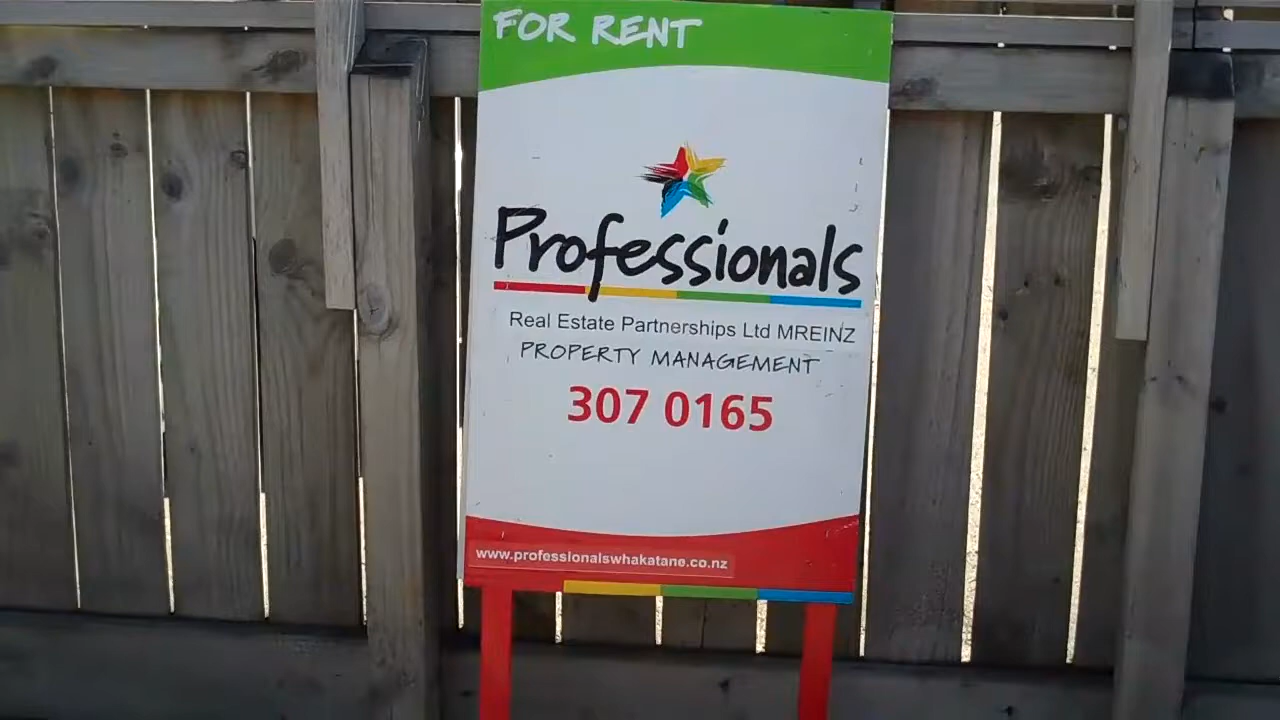 FOR RENT
Professionals
Real Estate Partnerships Ltd MREINZ
PROPERTY MANAGEMENT
307 0165
www.professionalswhakatane.co.nz